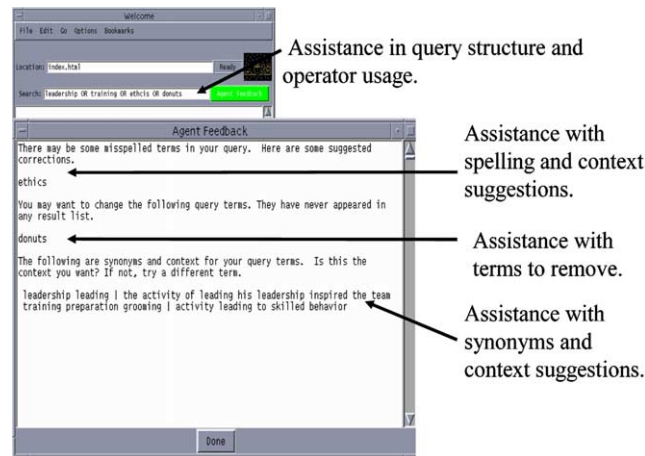 Welcome
File Edit Go Options Bookmarks
Location: index.html
Ready
Search: leadership OR training OR ethcis OR donuts
Agent Feedback
Assistance in query structure and
operator usage.
Agent Feedback
There may be some misspelled terms in your query. Here are some suggested
corrections.
ethics
You may want to change the following query terms. They have never appeared in
any result list.
donuts
The following are synonyms and context for your query terms. Is this the
context you want? If not, try a different term.
leadership leading | the activity of leading his leadership inspired the team
training preparation grooming | activity leading to skilled behavior
Done
Assistance with
spelling and context
suggestions.
Assistance with
terms to remove.
Assistance with
synonyms and
context suggestions.